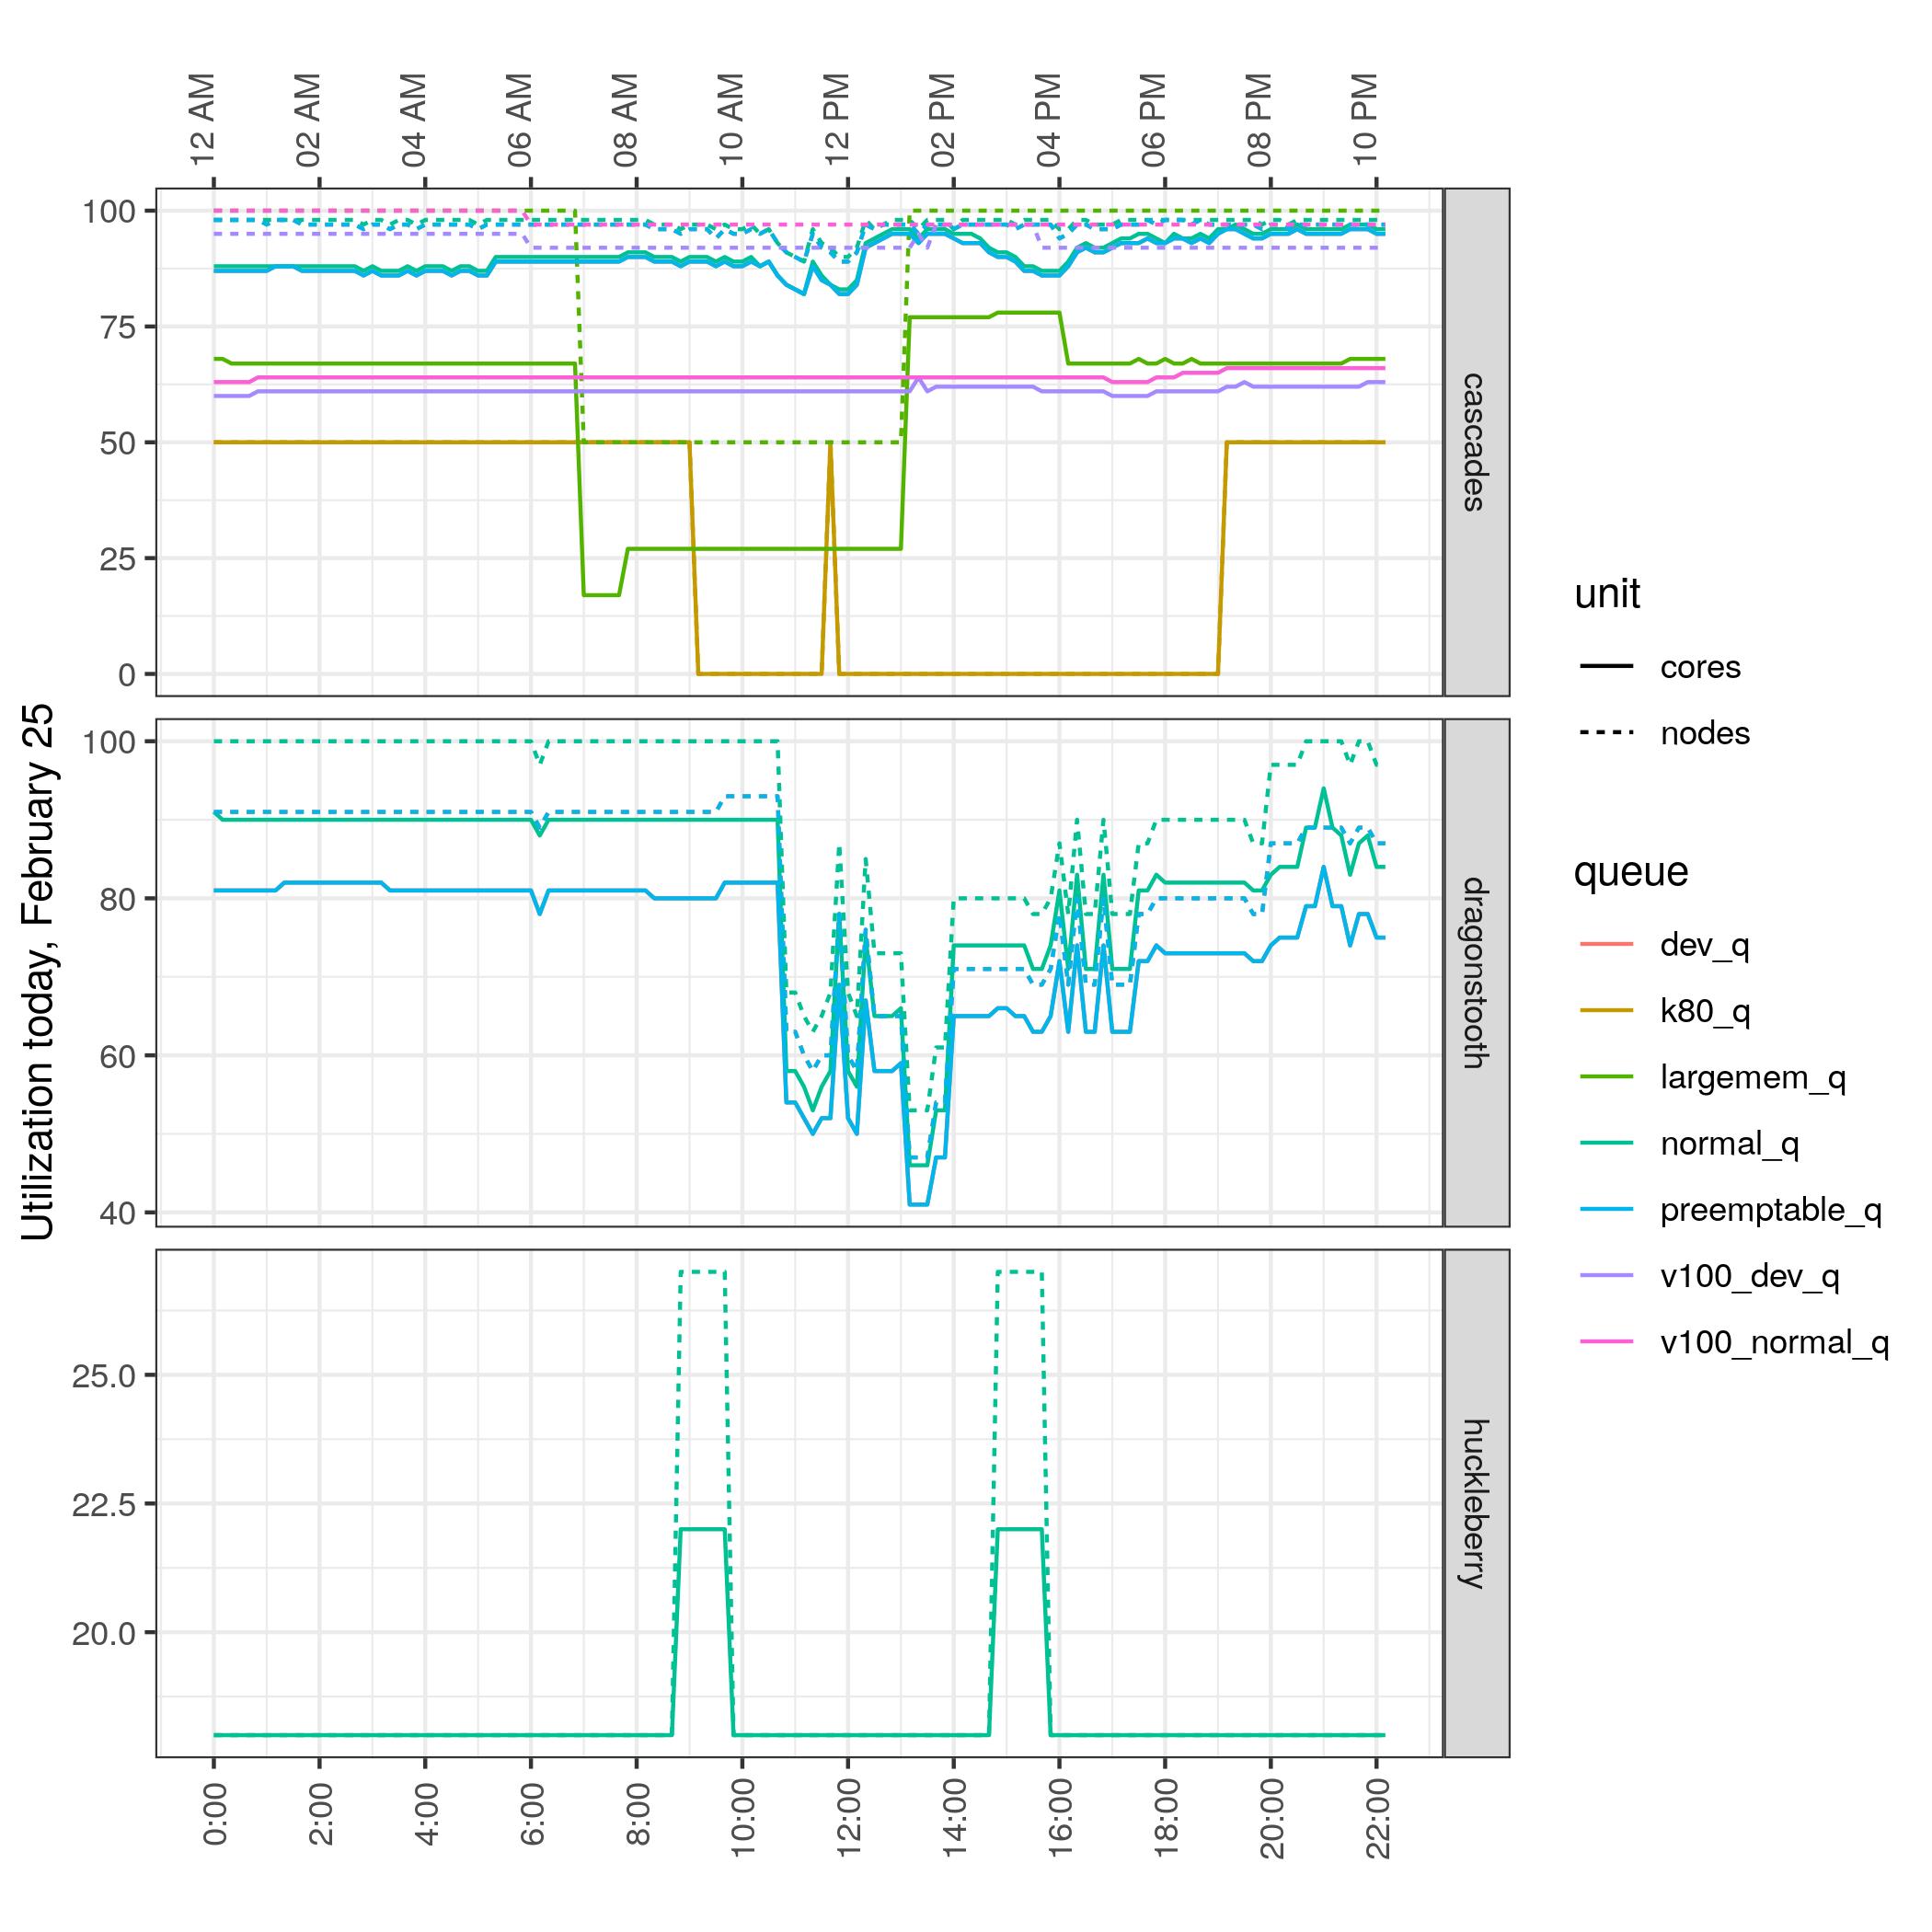 12 AM
02 AM
04 AM
06 AM
08 AM
10 AM
12 PM
02 PM
04 PM
06 PM
08 PM
10 PM
Utilization today, February 25
100
75
50
25
0
cascades
100
80
60
40
dragonstooth
25.0
22.5
20.0
huckleberry
0:00
2:00
4:00
6:00
8:00
10:00
12:00
14:00
16:00
18:00
20:00
22:00
unit
cores
nodes
queue
dev_q
k80_q
largemem_q
normal_q
preemptable_q
v100_dev_q
v100_normal_q